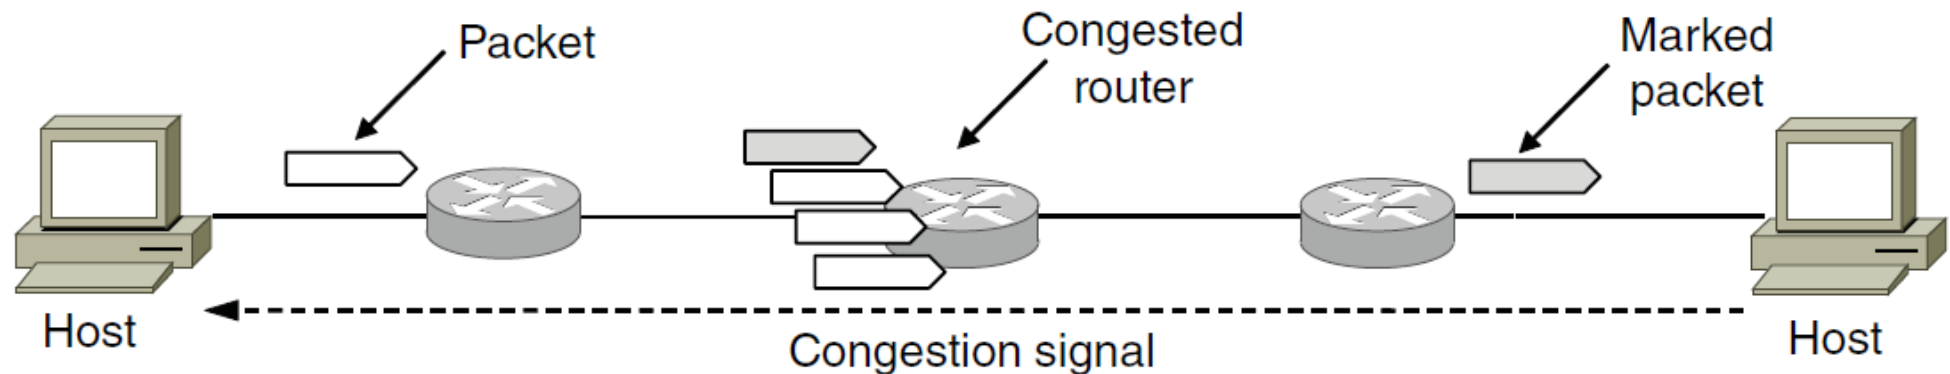 Packet
Congested
router
Marked
packet
Host
Congestion signal
Host